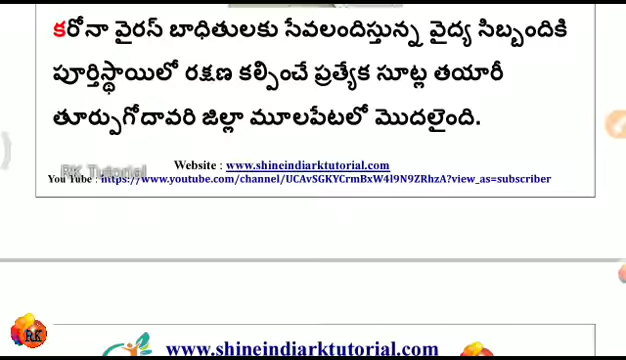 కరోనా వైరస్ బాధితులకు సేవలందిస్తున్న వైద్య సిబ్బందికి
పూర్తిస్థాయిలో రక్షణ కల్పించే ప్రత్యేక సూట్ల తయారీ
తూర్పుగోదావరి జిల్లా మూలపేటలో మొదలైంది.
Website : www.shineindiarktutorial.com
RK Tutorial
You Tube : https://www.youtube.com/channel/UCAvSGKYCrmBxW4l9N9ZRhzA?view_as=subscriber
RK
www.shineindiarktutorial.com